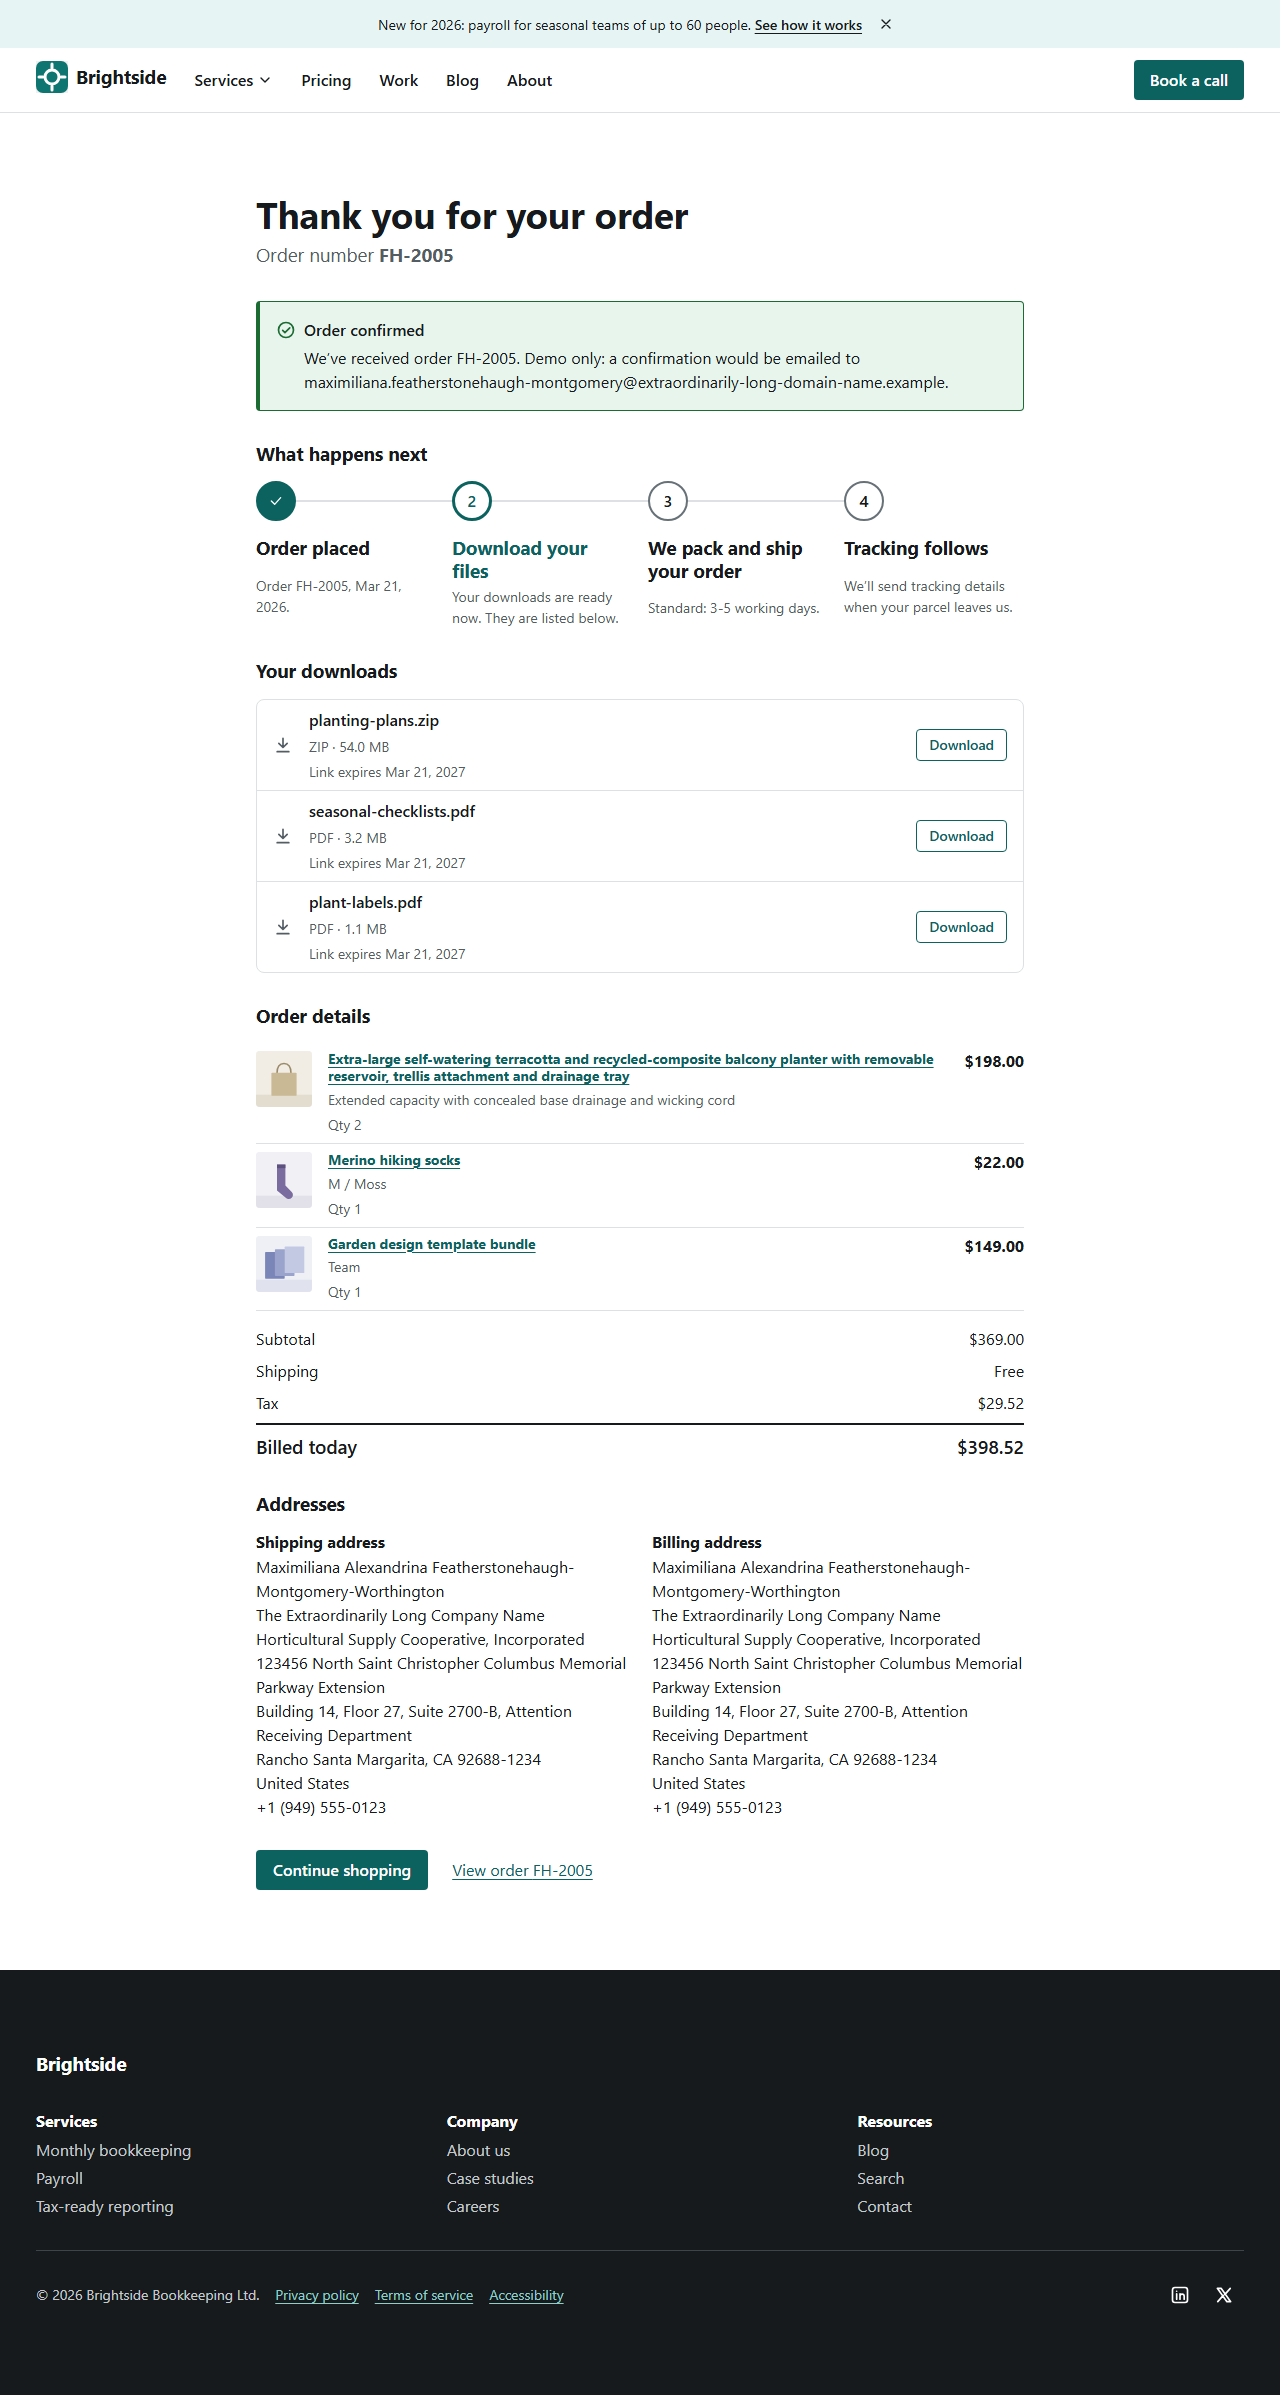 New for 2026: payroll for seasonal teams of up to 60 people. See how it works
Brightside
Services
Pricing
Work
Blog
About
Book a call
Thank you for your order
Order number FH-2005
Order confirmed
We’ve received order FH-2005. Demo only: a confirmation would be emailed to
maximiliana.featherstonehaugh-montgomery@extraordinarily-long-domain-name.example.
What happens next
2
3
4
Order placed
Order FH-2005, Mar 21,
2026.
Download your
files
Your downloads are ready
now. They are listed below.
We pack and ship
your order
Standard: 3-5 working days.
Tracking follows
We’ll send tracking details
when your parcel leaves us.
Your downloads
planting-plans.zip
ZIP · 54.0 MB
Link expires Mar 21, 2027
Download
seasonal-checklists.pdf
PDF · 3.2 MB
Link expires Mar 21, 2027
Download
plant-labels.pdf
PDF · 1.1 MB
Link expires Mar 21, 2027
Download
Order details
Extra-large self-watering terracotta and recycled-composite balcony planter with removable
reservoir, trellis attachment and drainage tray
$198.00
Extended capacity with concealed base drainage and wicking cord
Qty 2
Merino hiking socks
$22.00
M / Moss
Qty 1
Garden design template bundle
$149.00
Team
Qty 1
Subtotal
$369.00
Shipping
Free
Tax
$29.52
Billed today
$398.52
Addresses
Shipping address
Maximiliana Alexandrina Featherstonehaugh-
Montgomery-Worthington
The Extraordinarily Long Company Name
Horticultural Supply Cooperative, Incorporated
123456 North Saint Christopher Columbus Memorial
Parkway Extension
Building 14, Floor 27, Suite 2700-B, Attention
Receiving Department
Rancho Santa Margarita, CA 92688-1234
United States
+1 (949) 555-0123
Billing address
Maximiliana Alexandrina Featherstonehaugh-
Montgomery-Worthington
The Extraordinarily Long Company Name
Horticultural Supply Cooperative, Incorporated
123456 North Saint Christopher Columbus Memorial
Parkway Extension
Building 14, Floor 27, Suite 2700-B, Attention
Receiving Department
Rancho Santa Margarita, CA 92688-1234
United States
+1 (949) 555-0123
Continue shopping
View order FH-2005
Brightside
Services
Monthly bookkeeping
Payroll
Tax-ready reporting
Company
About us
Case studies
Careers
Resources
Blog
Search
Contact
© 2026 Brightside Bookkeeping Ltd.
Privacy policy
Terms of service
Accessibility